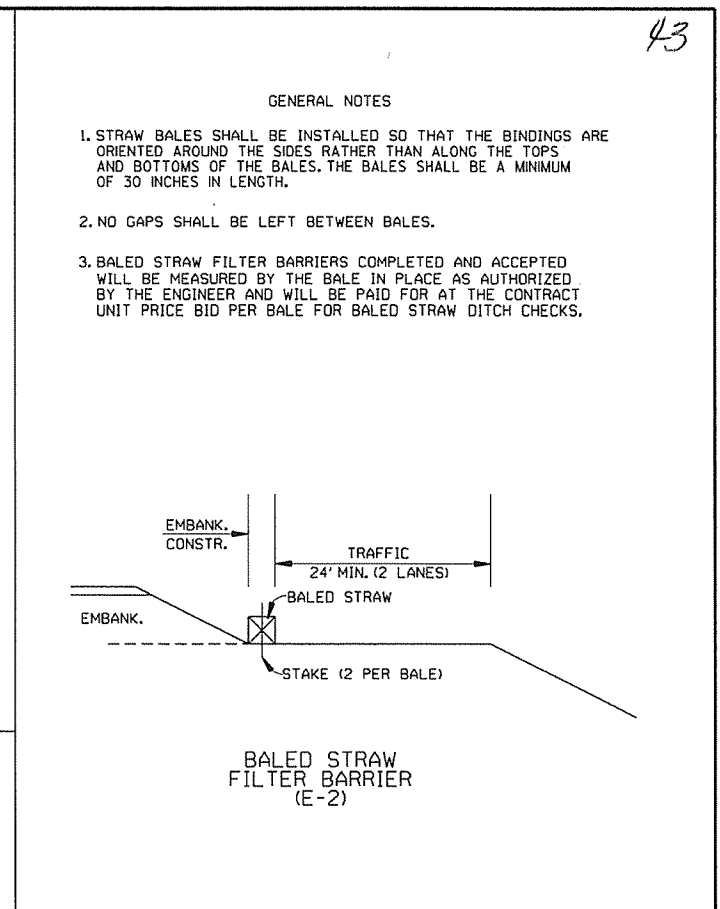 43
GENERAL NOTES
1. STRAW BALES SHALL BE INSTALLED SO THAT THE BINDINGS ARE
ORIENTED AROUND THE SIDES RATHER THAN ALONG THE TOPS
AND BOTTOMS OF THE BALES. THE BALES SHALL BE A MINIMUM
OF 30 INCHES IN LENGTH.
2. NO GAPS SHALL BE LEFT BETWEEN BALES.
3. BALED STRAW FILTER BARRIERS COMPLETED AND ACCEPTED
WILL BE MEASURED BY THE BALE IN PLACE AS AUTHORIZED
BY THE ENGINEER AND WILL BE PAID FOR AT THE CONTRACT
UNIT PRICE BID PER BALE FOR BALED STRAW DITCH CHECKS.
EMBANK.
CONSTR.
TRAFFIC
24' MIN. (2 LANES)
BALED STRAW
EMBANK.
STAKE (2 PER BALE)
BALED STRAW
FILTER BARRIER
(E-2)